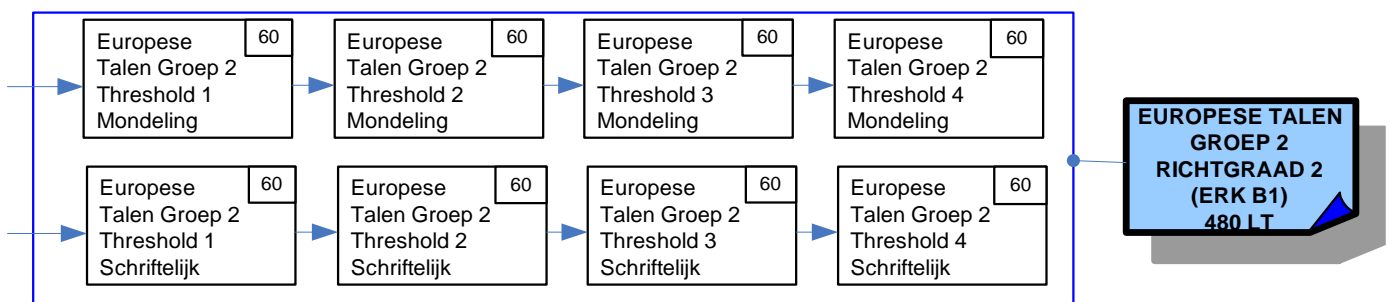 Europese
Talen Groep 2
Threshold 1
Mondeling
60
Europese
Talen Groep 2
Threshold 2
Mondeling
60
Europese
Talen Groep 2
Threshold 3
Mondeling
60
Europese
Talen Groep 2
Threshold 4
Mondeling
60
Europese
Talen Groep 2
Threshold 1
Schriftelijk
60
Europese
Talen Groep 2
Threshold 2
Schriftelijk
60
Europese
Talen Groep 2
Threshold 3
Schriftelijk
60
Europese
Talen Groep 2
Threshold 4
Schriftelijk
60
EUROPESE TALEN
GROEP 2
RICHTGRAAD 2
(ERK B1)
480 LT